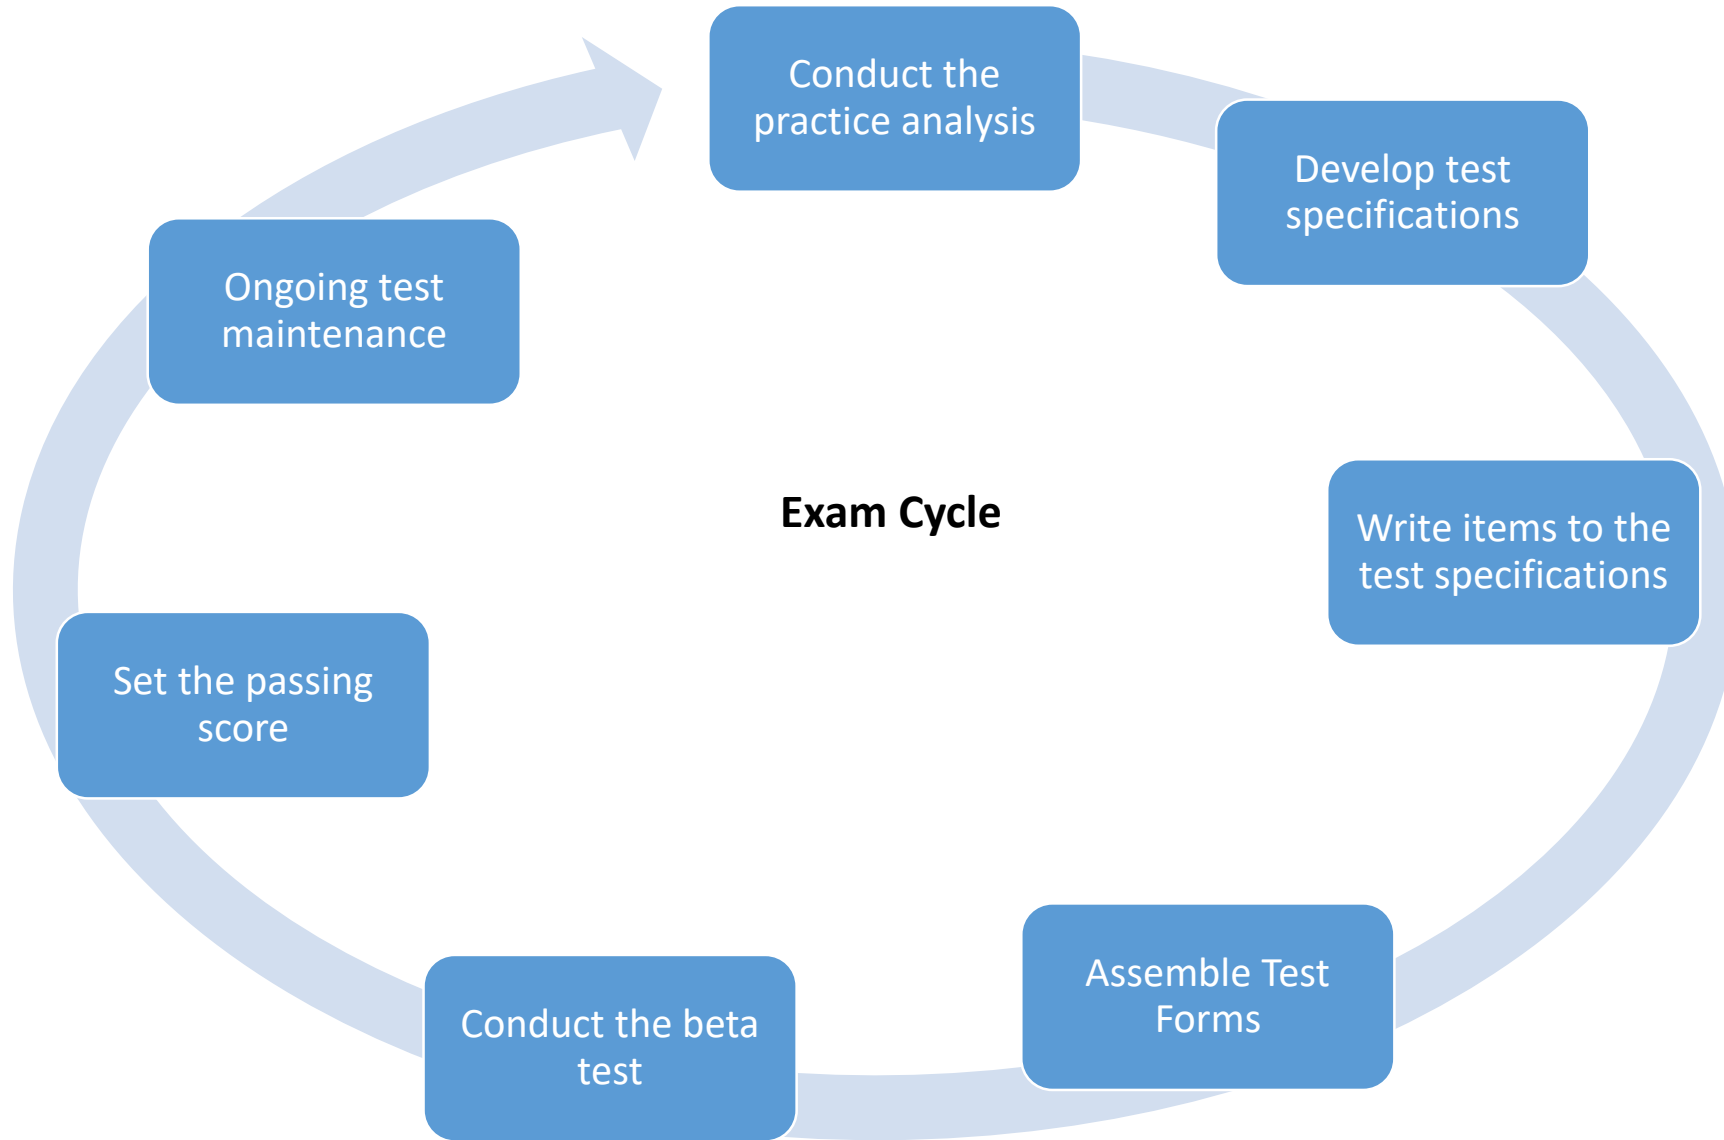 Conduct the
practice analysis
Develop test
specifications
Write items to the
test specifications
Assemble Test
Forms
Conduct the beta
test
Set the passing
score
Ongoing test
maintenance
Exam Cycle